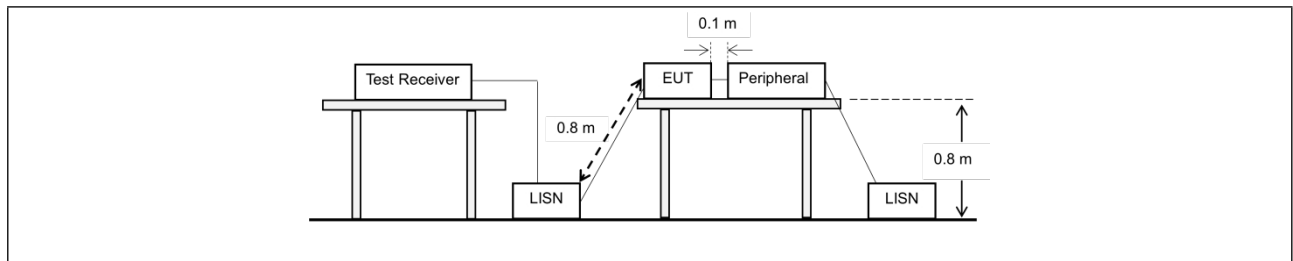 0.1 m
Test Receiver
EUT
Peripheral
0.8 m
0.8 m
LISN
LISN